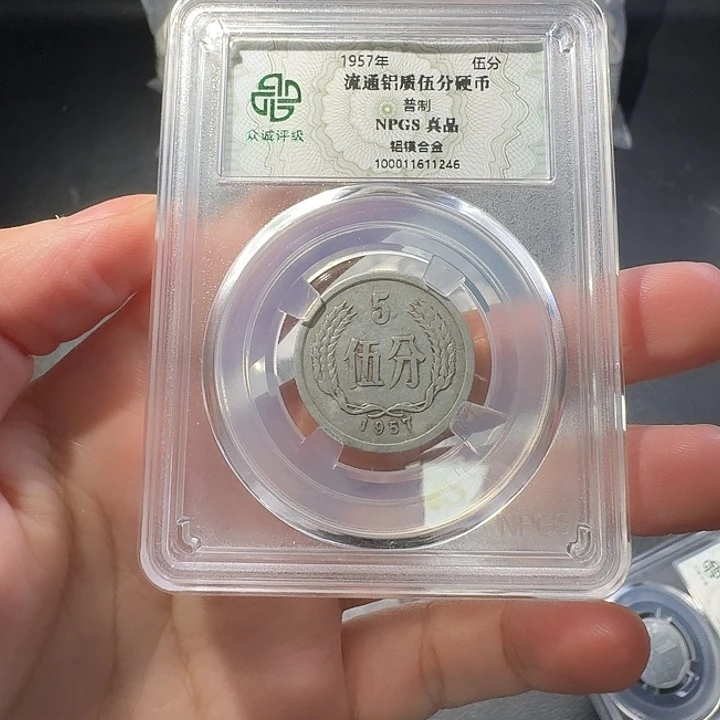 1957年 伍分
流通铝质伍分硬币
普制
NPGS 真品
铝镁合金
100011611246
众诚评级
5
伍分
1957
NPGS